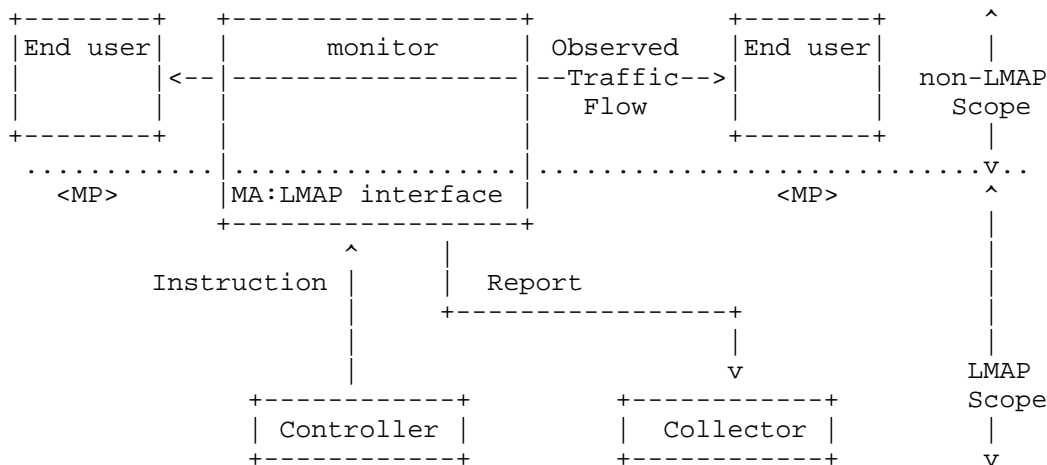 End user monitor Observed End user
<-- --Traffic--> non-LMAP
Flow Scope
v
<MP> MA:LMAP interface <MP> ^
^
Instruction Report
v LMAP
Scope
Controller Collector
v